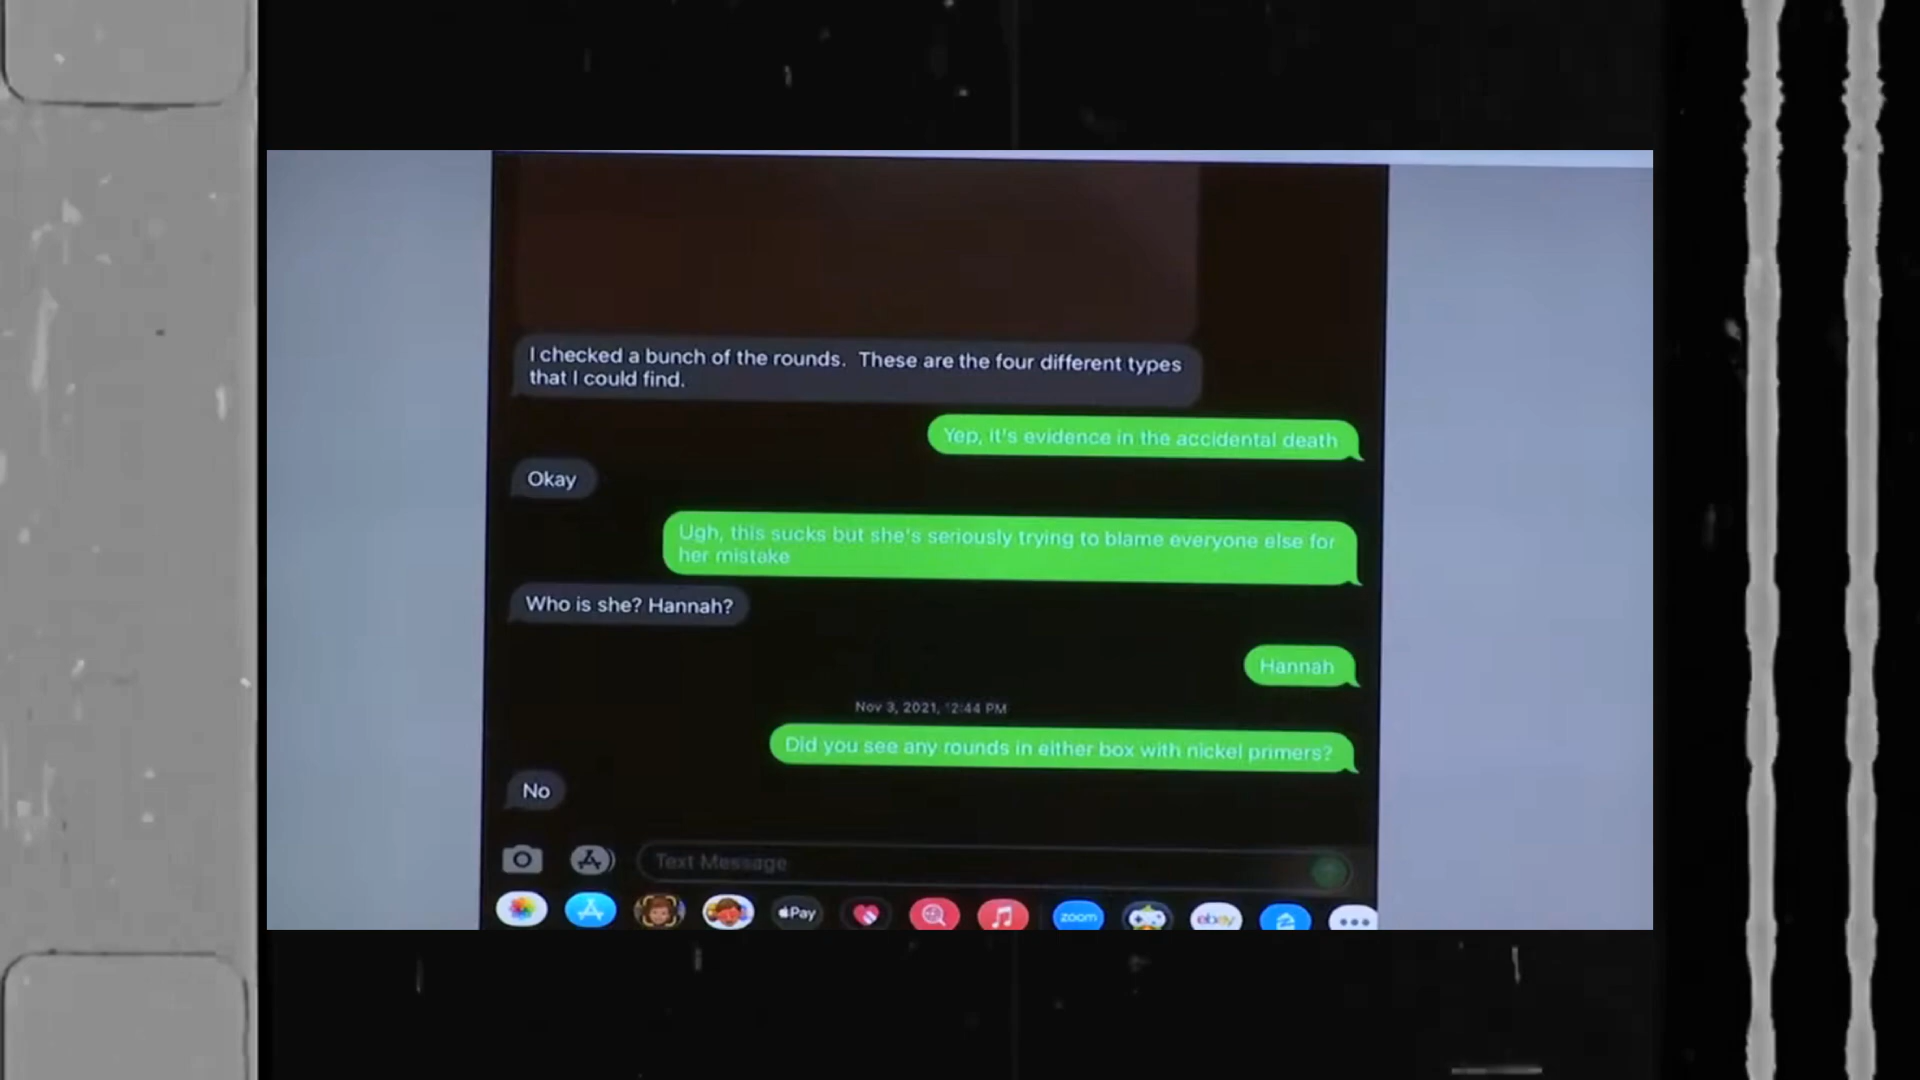 I checked a bunch of the rounds. These are the four different types
that I could find.
Yep, it's evidence in the accidental death
Okay
Ugh, this sucks but she's seriously trying to blame everyone else for
her mistake
Who is she? Hannah?
Hannah
Nov 3, 2021, 12:44 PM
Did you see any rounds in either box with nickel primers?
No
Text Message
Pay
zoom
ebay